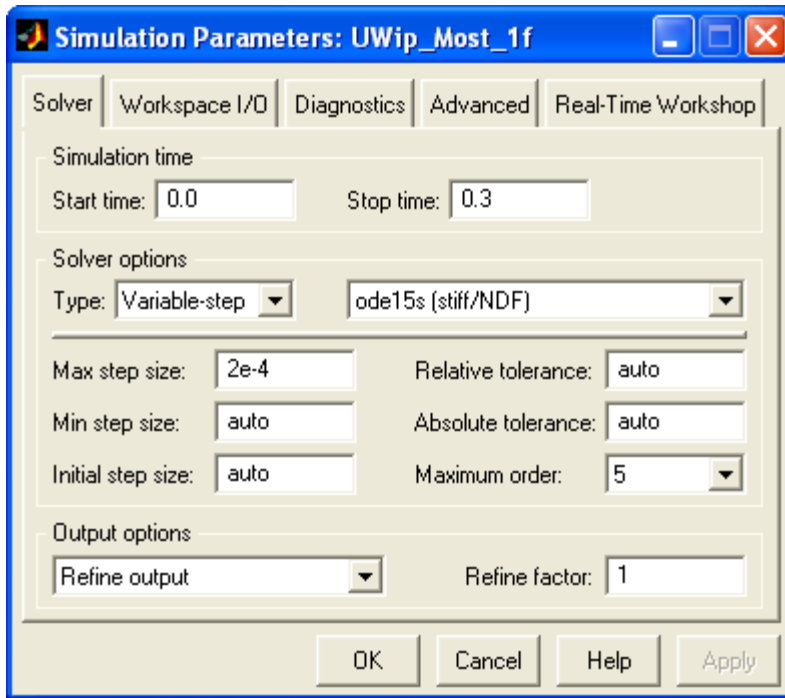 Simulation Parameters: UWip_Most_1f
Solver Workspace I/O Diagnostics Advanced Real-Time Workshop
Simulation time
Start time: 0.0 Stop time: 0.3
Solver options
Type: Variable-step ode15s (stiff/NDF)
Max step size: 2e-4 Relative tolerance: auto
Min step size: auto Absolute tolerance: auto
Initial step size: auto Maximum order: 5
Output options
Refine output Refine factor: 1
OK Cancel Help Apply